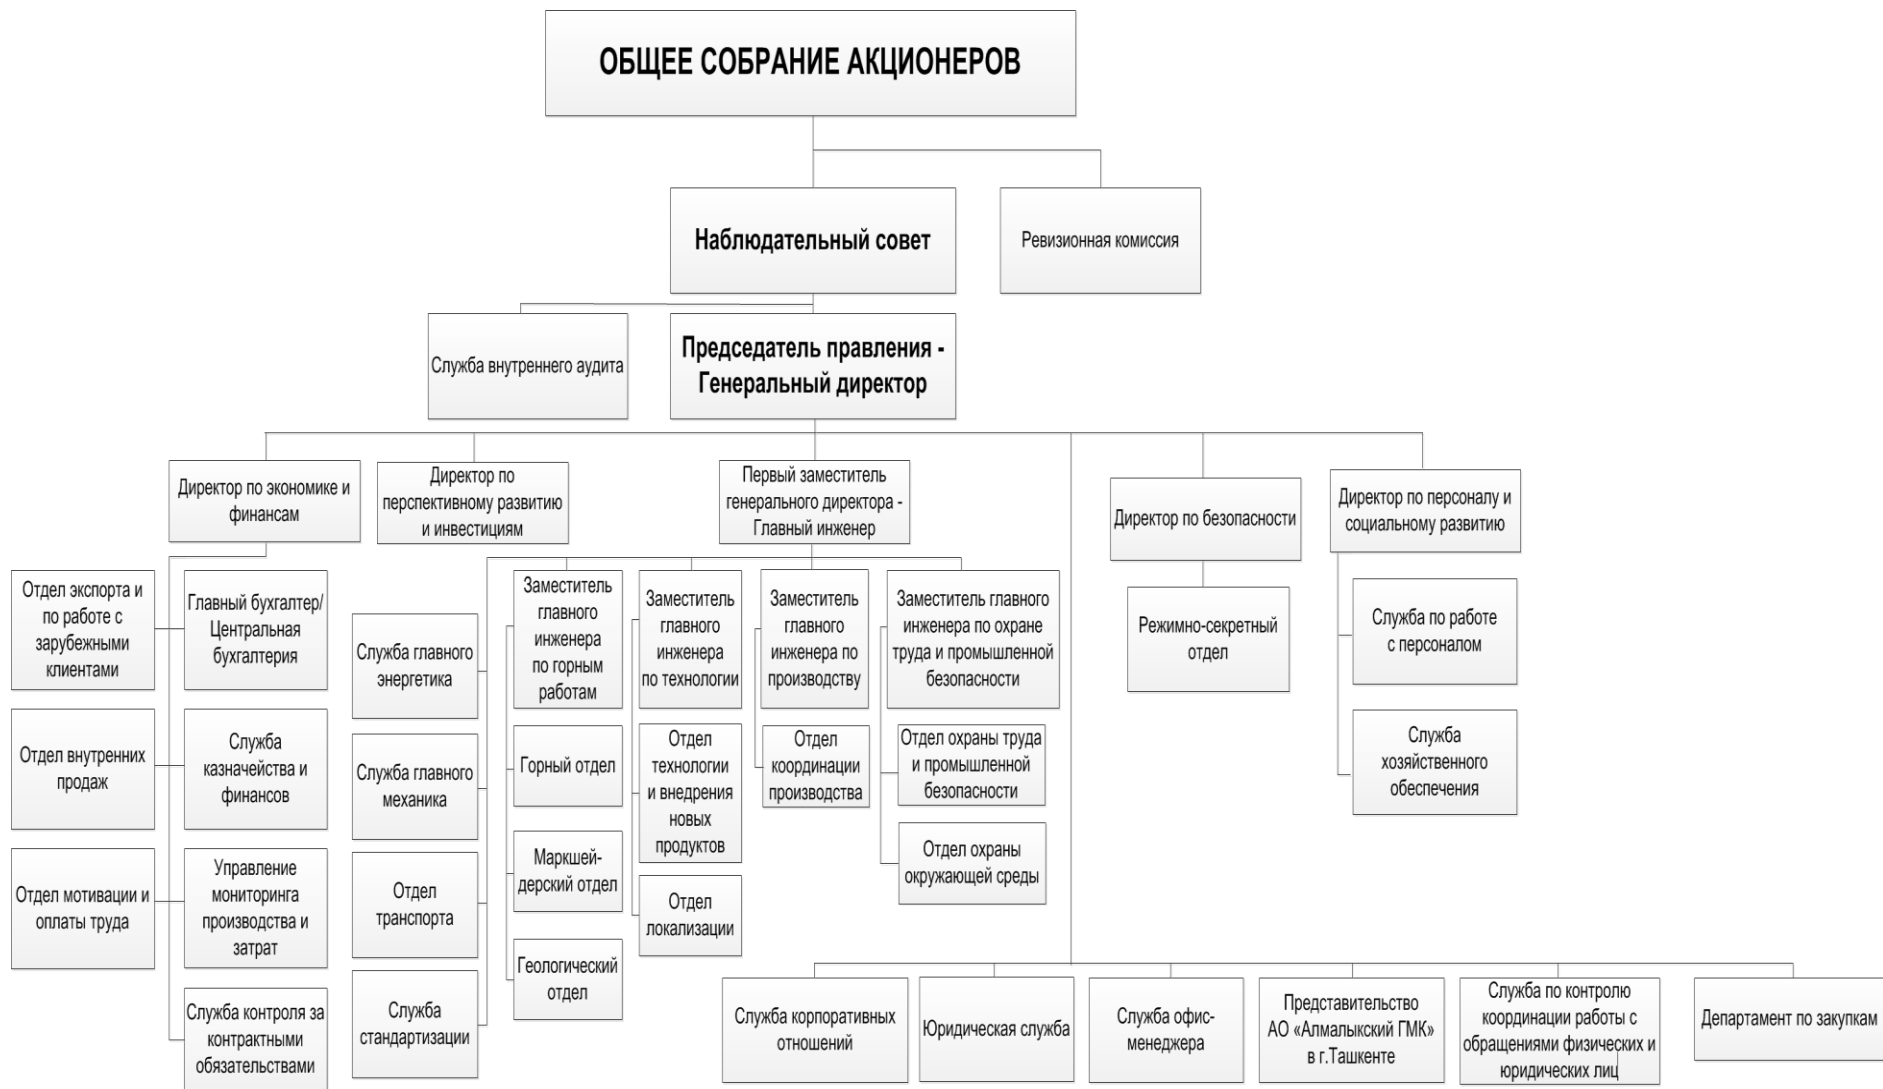 ОБЩЕЕ СОБРАНИЕ АКЦИОНЕРОВ
Наблюдательный совет
Ревизионная комиссия
Служба внутреннего аудита
Председатель правления -
Генеральный директор
Директор по экономике и
финансам
Директор по
перспективному развитию
и инвестициям
Первый заместитель
генерального директора -
Главный инженер
Директор по безопасности
Директор по персоналу и
социальному развитию
Отдел экспорта и
по работе с
зарубежными
клиентами
Главный бухгалтер/
Центральная
бухгалтерия
Отдел внутренних
продаж
Служба
казначейства и
финансов
Отдел мотивации и
оплаты труда
Управление
мониторинга
производства и
затрат
Служба контроля за
контрактными
обязательствами
Служба главного
энергетика
Служба главного
механика
Отдел
транспорта
Служба
стандартизации
Заместитель
главного
инженера
по горным
работам
Горный отдел
Маркшей-
дерский отдел
Геологический
отдел
Заместитель
главного
инженера
по технологии
Отдел
технологии
и внедрения
новых
продуктов
Отдел
локализации
Заместитель
главного
инженера по
производству
Отдел
координации
производства
Заместитель главного
инженера по охране
труда и промышленной
безопасности
Отдел охраны труда
и промышленной
безопасности
Отдел охраны
окружающей среды
Режимно-секретный
отдел
Служба по работе
с персоналом
Служба
хозяйственного
обеспечения
Служба корпоративных
отношений
Юридическая служба
Служба офис-
менеджера
Представительство
АО «Алмалыкский ГМК»
в г.Ташкенте
Служба по контролю
координации работы с
обращениями физических и
юридических лиц
Департамент по закупкам